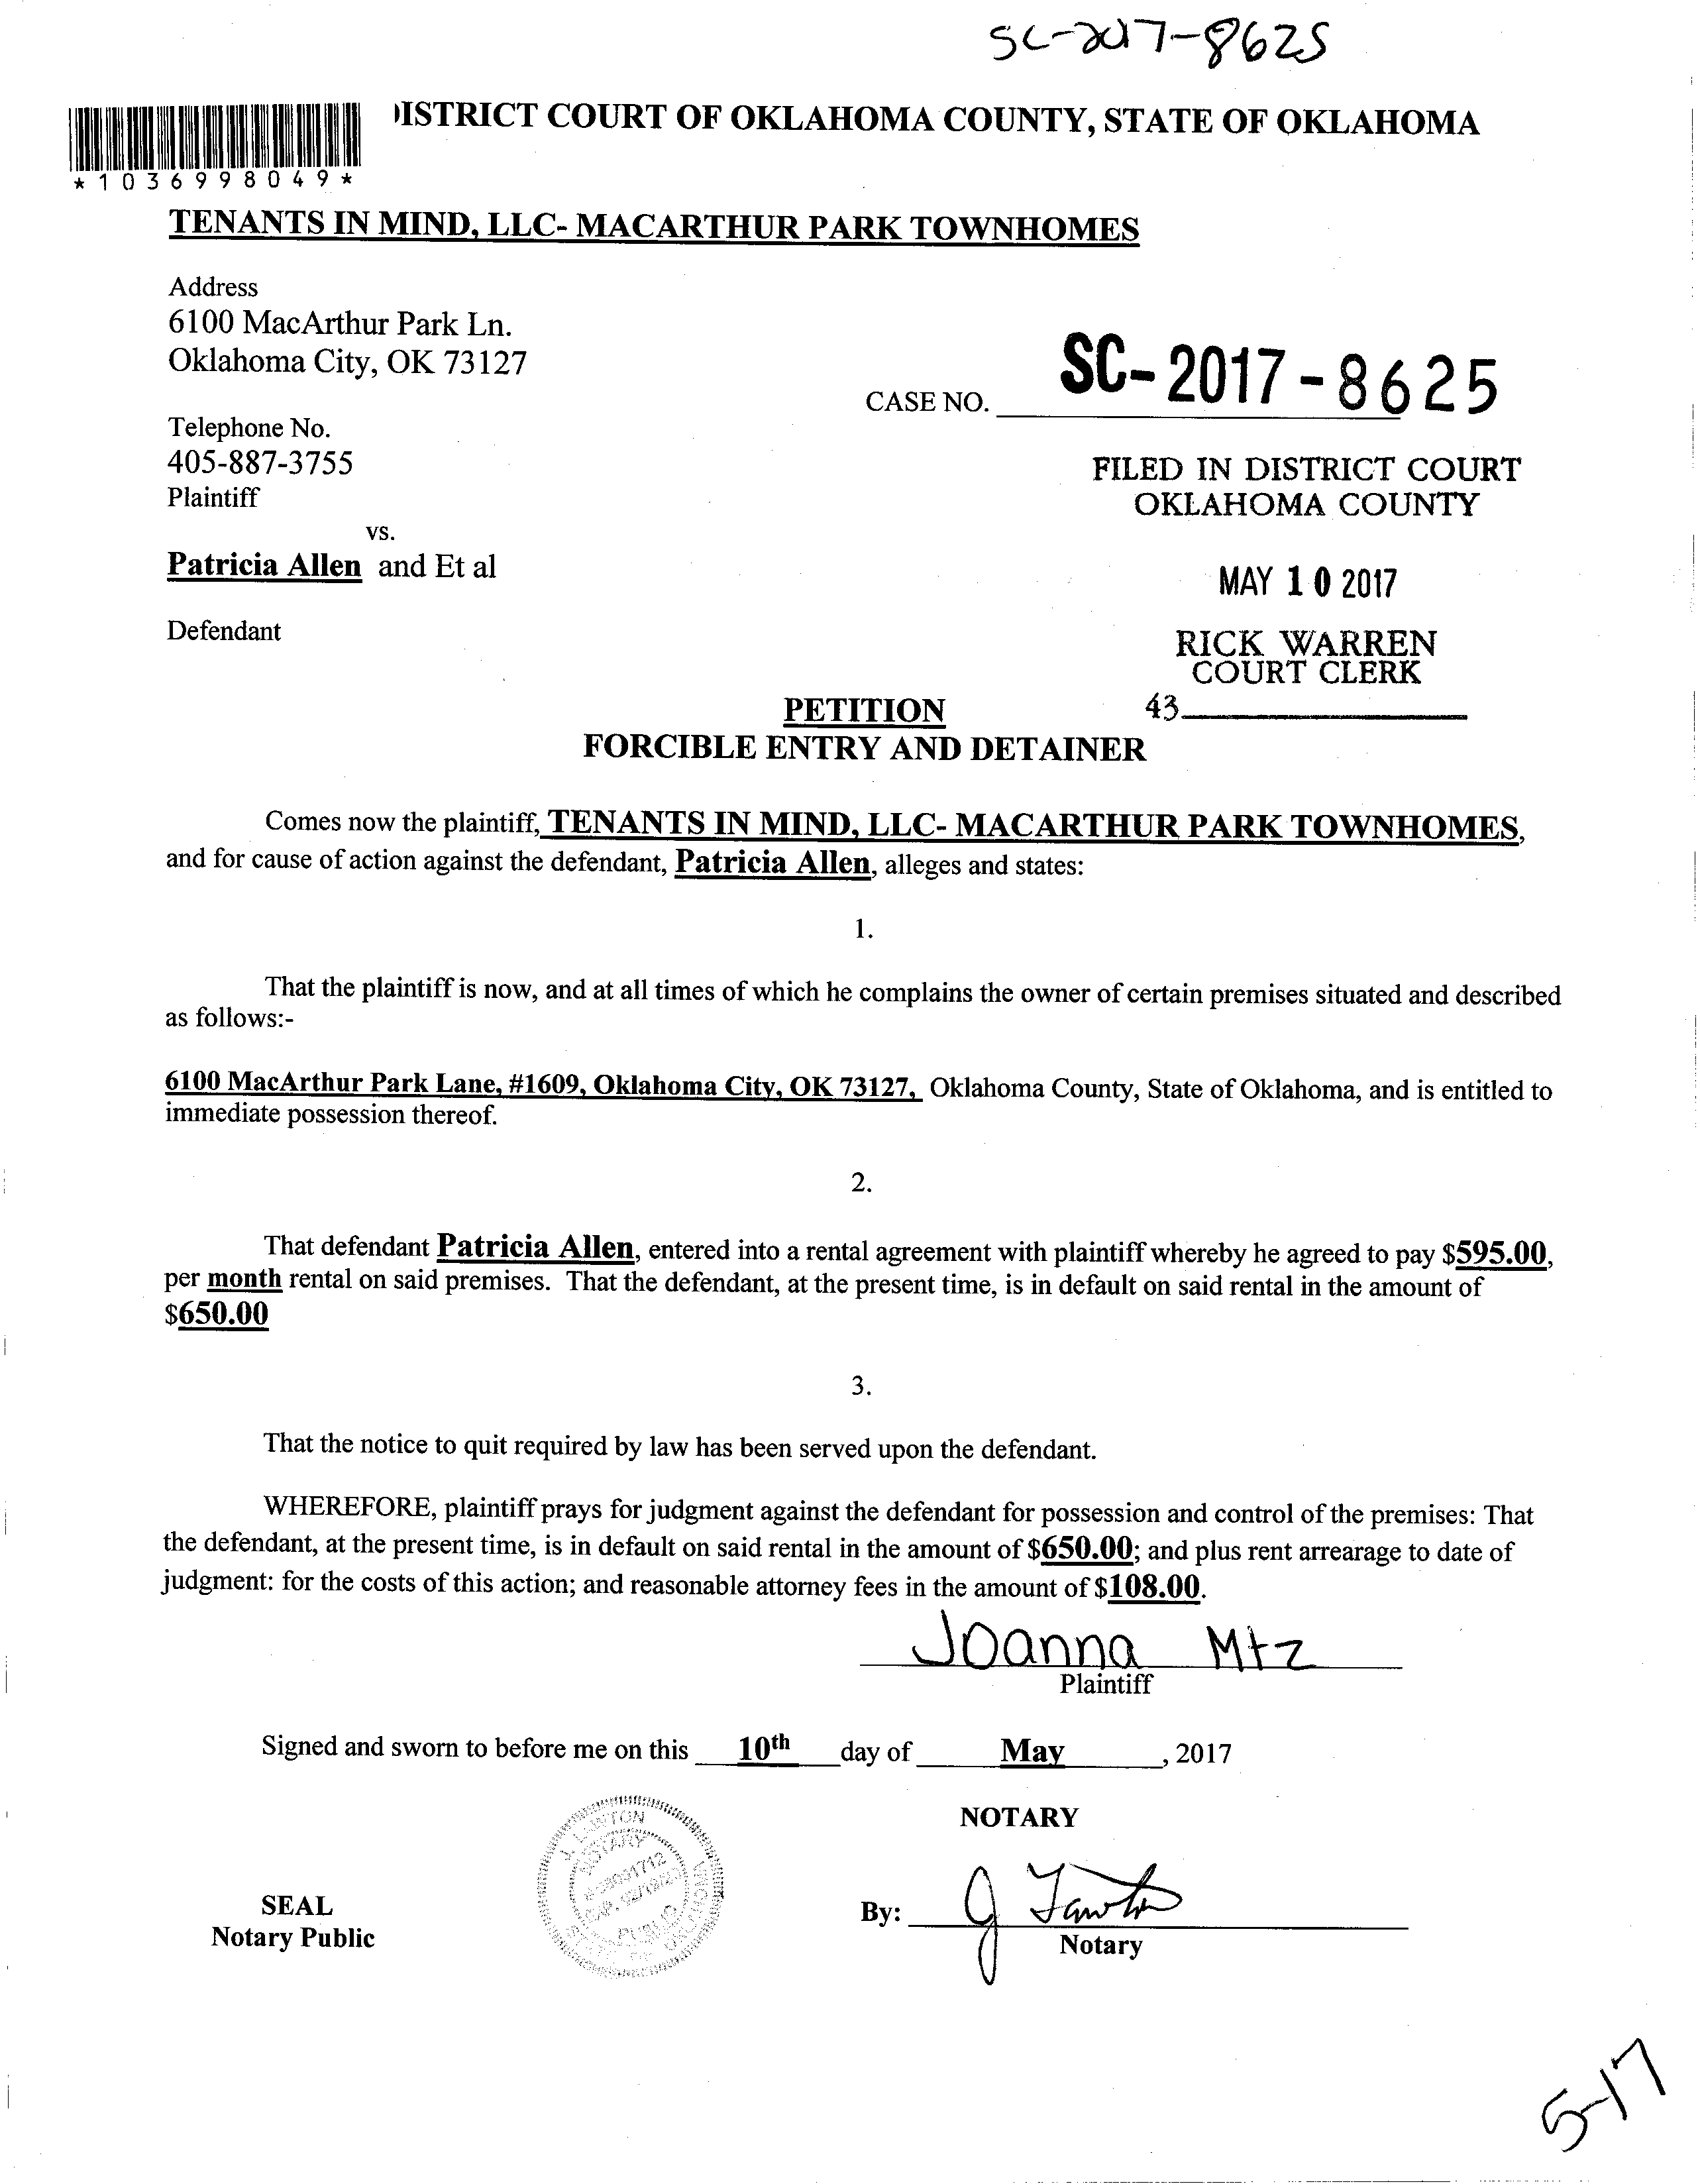 SC-2017-8625
ISTRICT COURT OF OKLAHOMA COUNTY, STATE OF OKLAHOMA
*1036998049*
TENANTS IN MIND, LLC- MACARTHUR PARK TOWNHOMES
Address
6100 MacArthur Park Ln.
Oklahoma City, OK 73127
SC-2017-8625
CASE NO.
Telephone No.
405-887-3755
Plaintiff
FILED IN DISTRICT COURT
OKLAHOMA COUNTY
vs.
Patricia Allen and Et al
MAY 10 2017
Defendant
RICK WARREN
COURT CLERK
43
PETITION
FORCIBLE ENTRY AND DETAINER
Comes now the plaintiff, TENANTS IN MIND, LLC- MACARTHUR PARK TOWNHOMES,
and for cause of action against the defendant, Patricia Allen, alleges and states:
1.
That the plaintiff is now, and at all times of which he complains the owner of certain premises situated and described
as follows:-
6100 MacArthur Park Lane, #1609, Oklahoma City, OK 73127, Oklahoma County, State of Oklahoma, and is entitled to
immediate possession thereof.
2.
That defendant Patricia Allen, entered into a rental agreement with plaintiff whereby he agreed to pay $595.00,
per month rental on said premises. That the defendant, at the present time, is in default on said rental in the amount of
$650.00
3.
That the notice to quit required by law has been served upon the defendant.
WHEREFORE, plaintiff prays for judgment against the defendant for possession and control of the premises: That
the defendant, at the present time, is in default on said rental in the amount of $650.00; and plus rent arrearage to date of
judgment: for the costs of this action; and reasonable attorney fees in the amount of $108.00.
Joanna Mtz
Plaintiff
Signed and sworn to before me on this 10th day of May, 2017
NOTARY
J. LAWTON
NOTARY
PUBLIC
STATE OF OKLAHOMA
SEAL
Notary Public
By: J Lawton
Notary
5-17